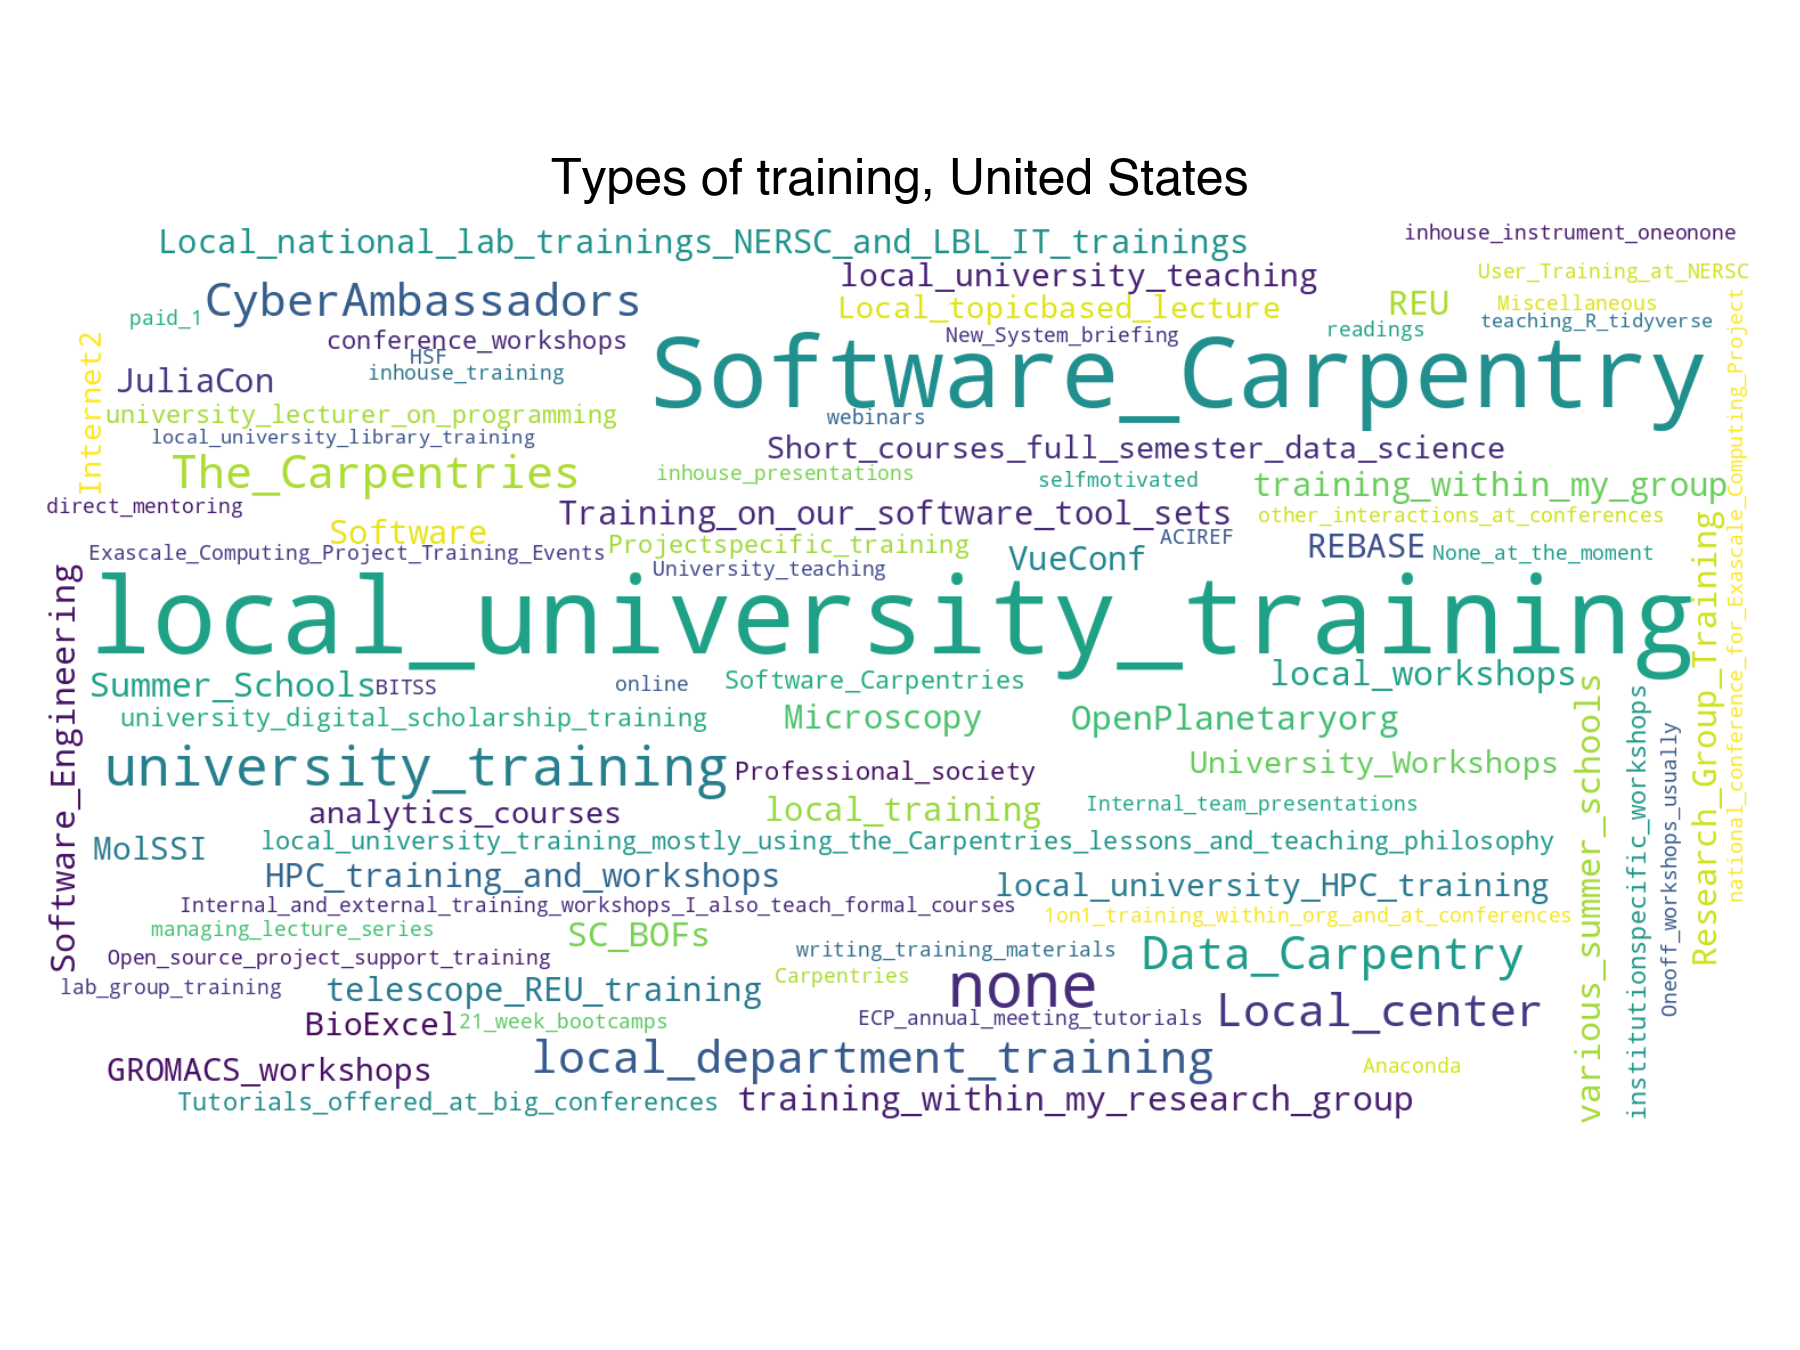 Types of training, United States
Local_national_lab_trainings_NERSC_and_LBL_IT_trainings
inhouse_instrument_oneonone
local_university_teaching
User_Training_at_NERSC
CyberAmbassadors
Local_topicbased_lecture
REU
Miscellaneous
paid_1
conference_workshops
New_System_briefing
readings
teaching_R_tidyverse
HSF
Software_Carpentry
Internet2
JuliaCon
inhouse_training
university_lecturer_on_programming
webinars
local_university_library_training
Short_courses_full_semester_data_science
The_Carpentries
inhouse_presentations
selfmotivated
training_within_my_group
direct_mentoring
Software
Training_on_our_software_tool_sets
other_interactions_at_conferences
Exascale_Computing_Project_Training_Events
Projectspecific_training
ACIREF
VueConf
REBASE
None_at_the_moment
University_teaching
local_university_training
Software_Engineering
Summer_Schools
BITSS
online
Software_Carpentries
local_workshops
university_digital_scholarship_training
Microscopy
OpenPlanetaryorg
university_training
Professional_society
University_Workshops
analytics_courses
local_training
Internal_team_presentations
MolSSI
local_university_training_mostly_using_the_Carpentries_lessons_and_teaching_philosophy
HPC_training_and_workshops
local_university_HPC_training
Internal_and_external_training_workshops_I_also_teach_formal_courses
1on1_training_within_org_and_at_conferences
managing_lecture_series
SC_BOFs
Open_source_project_support_training
writing_training_materials
Data_Carpentry
lab_group_training
telescope_REU_training
Carpentries
none
BioExcel
21_week_bootcamps
ECP_annual_meeting_tutorials
Local_center
GROMACS_workshops
local_department_training
Anaconda
Tutorials_offered_at_big_conferences
training_within_my_research_group
various_summer_schools
institutionspecific_workshops
Oneoff_workshops_usually
Research_Group_Training
national_conference_for_Exascale_Computing_Project